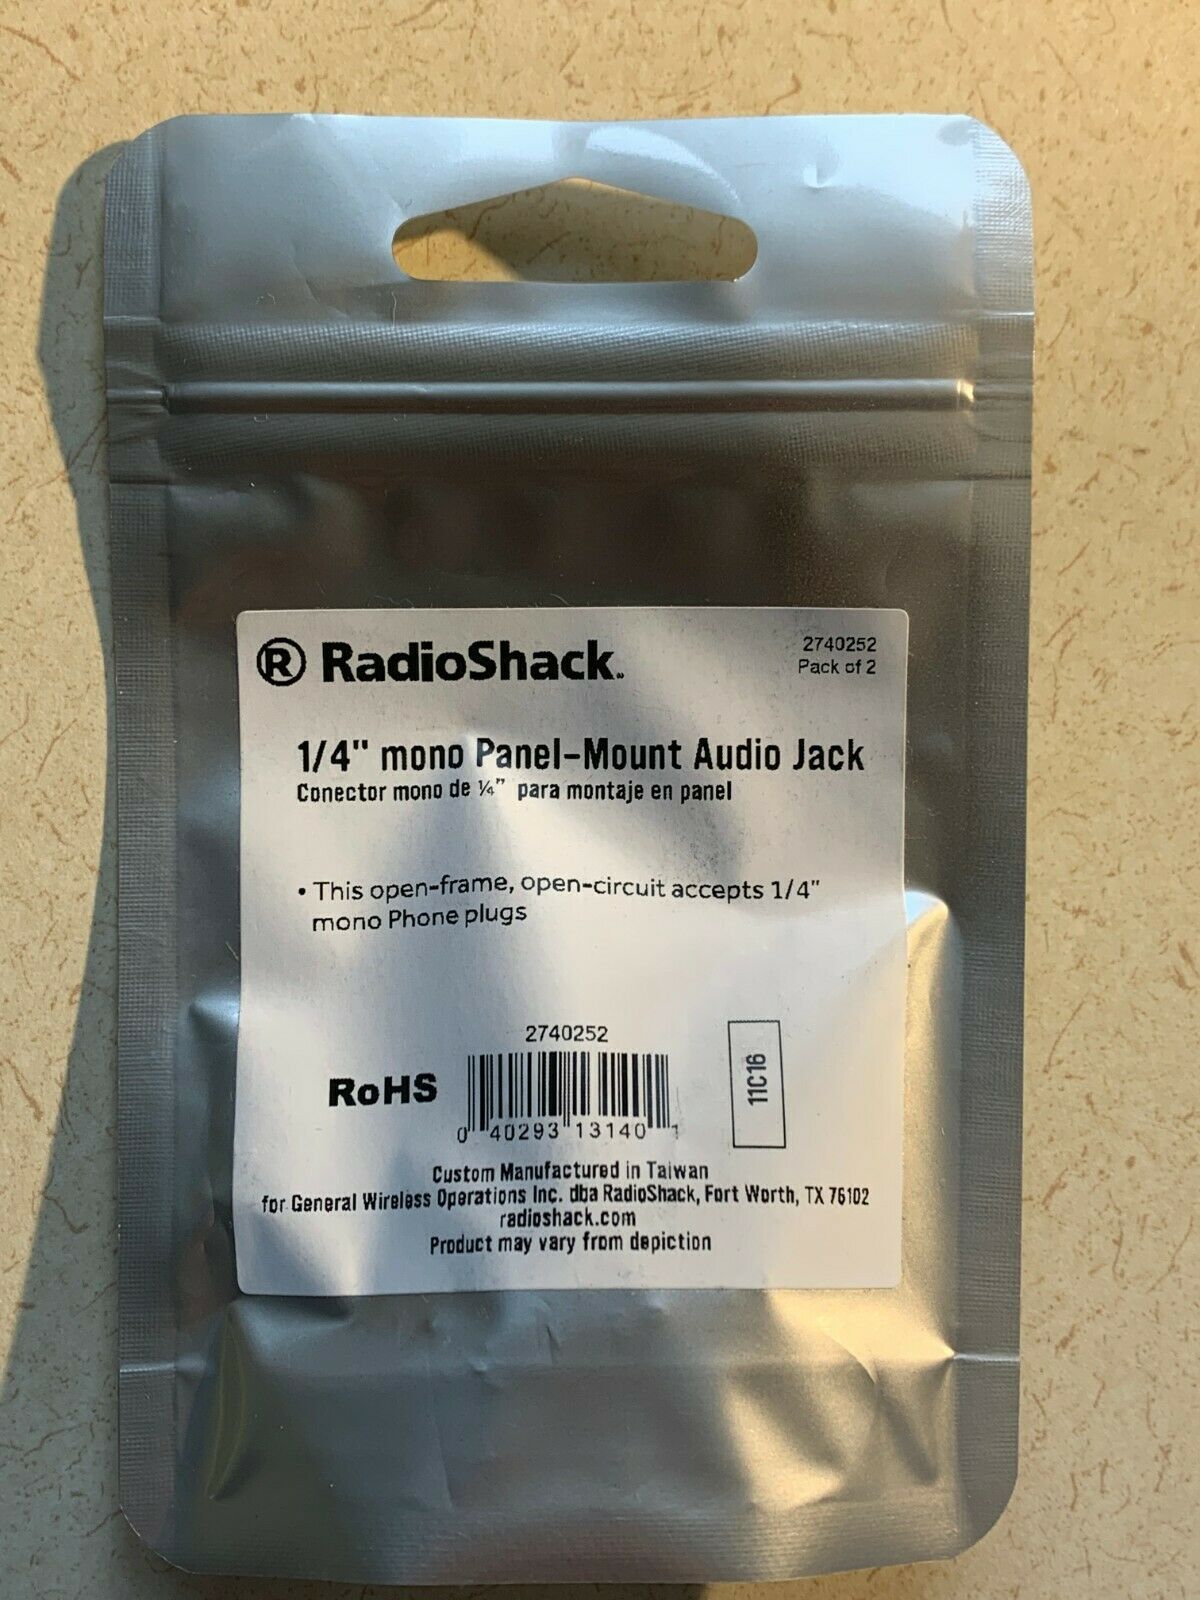 ® RadioShack™
2740252
Pack of 2
1/4" mono Panel-Mount Audio Jack
Conector mono de ¼" para montaje en panel
• This open-frame, open-circuit accepts 1/4"
mono Phone plugs
2740252
RoHS
0 40293 13140 1
11C16
Custom Manufactured in Taiwan
for General Wireless Operations Inc. dba RadioShack, Fort Worth, TX 76102
radioshack.com
Product may vary from depiction